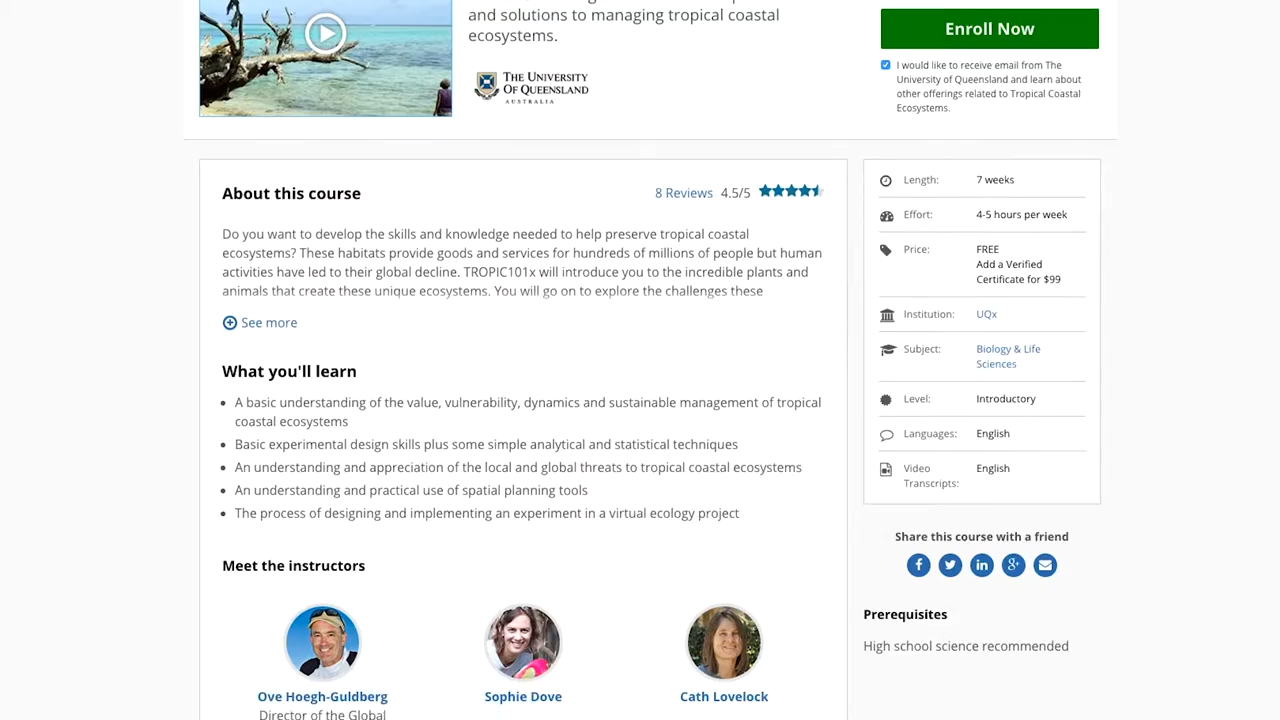 and solutions to managing tropical coastal
ecosystems.
THE UNIVERSITY
OF QUEENSLAND
AUSTRALIA
Enroll Now
I would like to receive email from The
University of Queensland and learn about
other offerings related to Tropical Coastal
Ecosystems.
About this course
8 Reviews 4.5/5
Do you want to develop the skills and knowledge needed to help preserve tropical coastal
ecosystems? These habitats provide goods and services for hundreds of millions of people but human
activities have led to their global decline. TROPIC101x will introduce you to the incredible plants and
animals that create these unique ecosystems. You will go on to explore the challenges these
See more
What you'll learn
A basic understanding of the value, vulnerability, dynamics and sustainable management of tropical
coastal ecosystems
Basic experimental design skills plus some simple analytical and statistical techniques
An understanding and appreciation of the local and global threats to tropical coastal ecosystems
An understanding and practical use of spatial planning tools
The process of designing and implementing an experiment in a virtual ecology project
Meet the instructors
Ove Hoegh-Guldberg
Director of the Global
Sophie Dove
Cath Lovelock
Length: 7 weeks
Effort: 4-5 hours per week
Price: FREE
Add a Verified
Certificate for $99
Institution: UQx
Subject: Biology & Life
Sciences
Level: Introductory
Languages: English
Video English
Transcripts:
Share this course with a friend
Prerequisites
High school science recommended